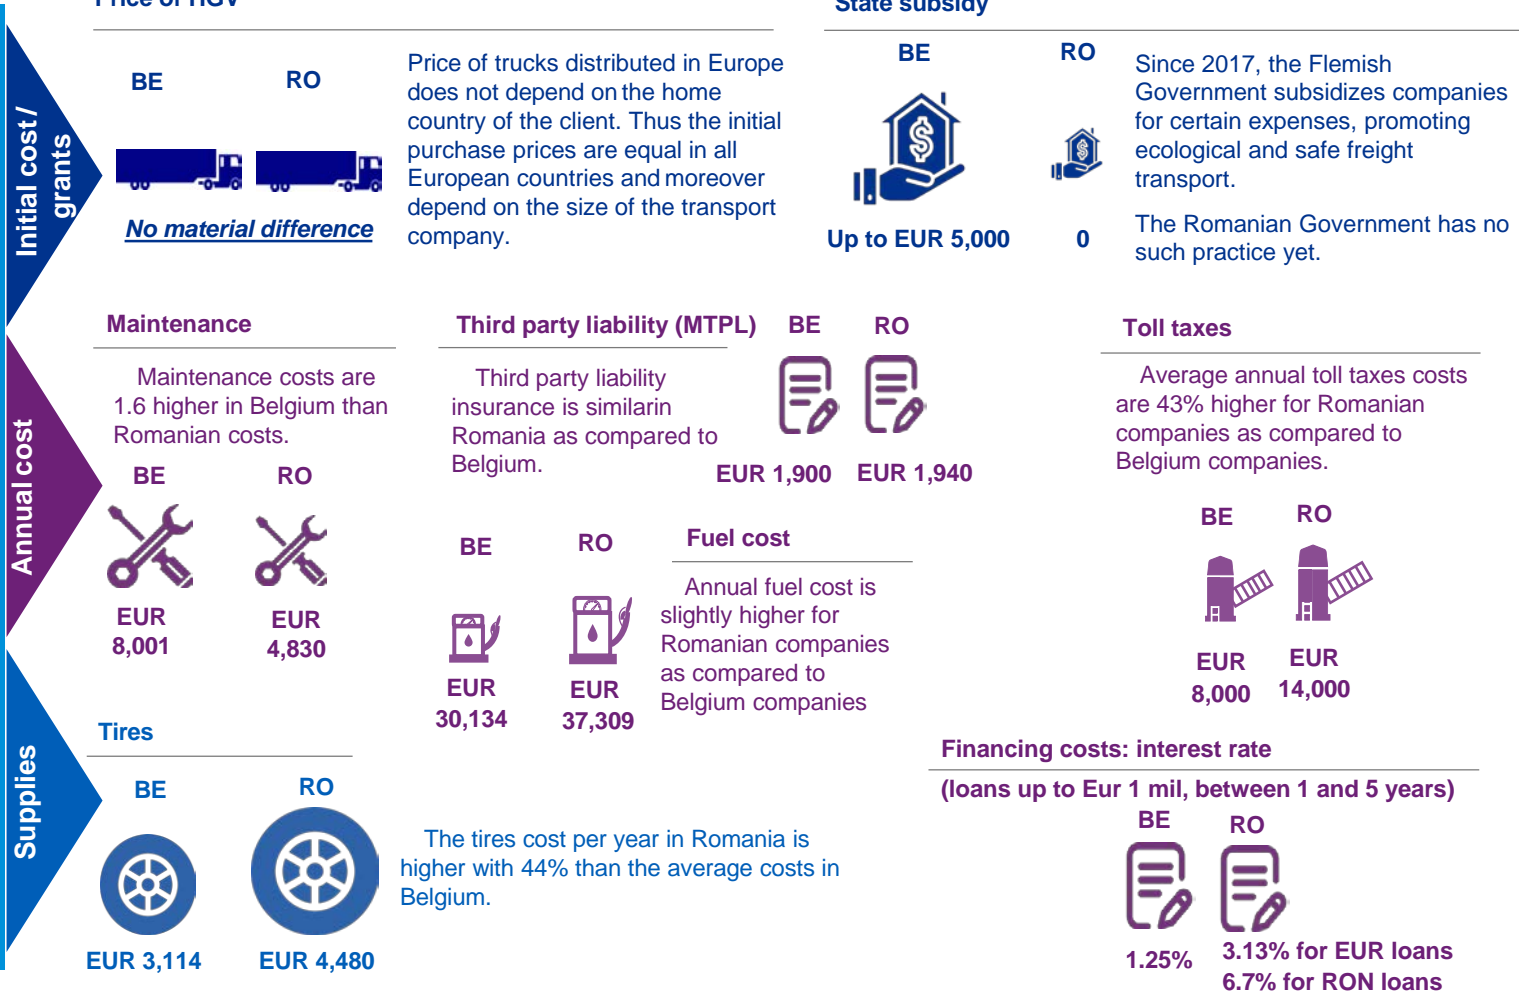 Price of HGV
BE
RO
No material difference
Price of trucks distributed in Europe
does not depend on the home
country of the client. Thus the initial
purchase prices are equal in all
European countries and moreover
depend on the size of the transport
company.
State subsidy
BE
RO
Up to EUR 5,000
0
Since 2017, the Flemish
Government subsidizes companies
for certain expenses, promoting
ecological and safe freight
transport.
The Romanian Government has no
such practice yet.
Initial cost /
grants
Annual cost
Supplies
Maintenance
Maintenance costs are
1.6 higher in Belgium than
Romanian costs.
BE
RO
EUR
8,001
EUR
4,830
Third party liability (MTPL)
BE
RO
Third party liability
insurance is similarin
Romania as compared to
Belgium.
EUR 1,900
EUR 1,940
BE
RO
EUR
30,134
EUR
37,309
Fuel cost
Annual fuel cost is
slightly higher for
Romanian companies
as compared to
Belgium companies
Toll taxes
Average annual toll taxes costs
are 43% higher for Romanian
companies as compared to
Belgium companies.
BE
RO
EUR
8,000
EUR
14,000
Tires
BE
RO
EUR 3,114
EUR 4,480
The tires cost per year in Romania is
higher with 44% than the average costs in
Belgium.
Financing costs: interest rate
(loans up to Eur 1 mil, between 1 and 5 years)
BE
RO
1.25%
3.13% for EUR loans
6.7% for RON loans